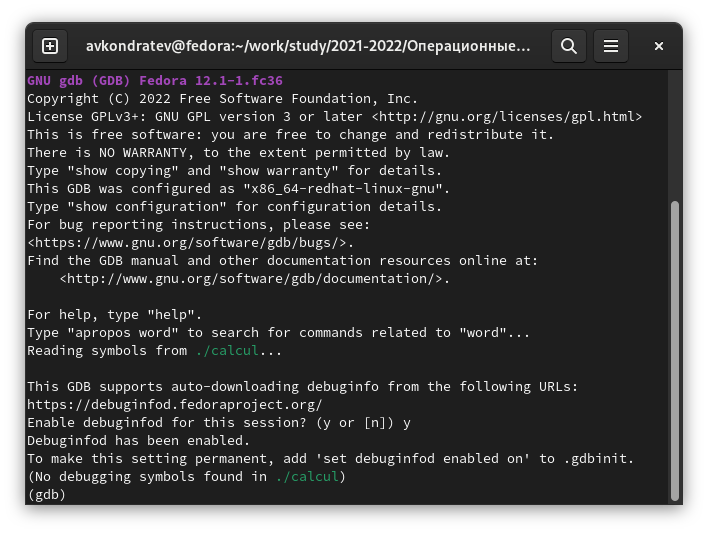 avkondratev@fedora:~/work/study/2021-2022/Операционные...
GNU gdb (GDB) Fedora 12.1-1.fc36
Copyright (C) 2022 Free Software Foundation, Inc.
License GPLv3+: GNU GPL version 3 or later <http://gnu.org/licenses/gpl.html>
This is free software: you are free to change and redistribute it.
There is NO WARRANTY, to the extent permitted by law.
Type "show copying" and "show warranty" for details.
This GDB was configured as "x86_64-redhat-linux-gnu".
Type "show configuration" for configuration details.
For bug reporting instructions, please see:
<https://www.gnu.org/software/gdb/bugs/>.
Find the GDB manual and other documentation resources online at:
    <http://www.gnu.org/software/gdb/documentation/>.
For help, type "help".
Type "apropos word" to search for commands related to "word"...
Reading symbols from ./calcul...
This GDB supports auto-downloading debuginfo from the following URLs:
https://debuginfod.fedoraproject.org/
Enable debuginfod for this session? (y or [n]) y
Debuginfod has been enabled.
To make this setting permanent, add 'set debuginfod enabled on' to .gdbinit.
(No debugging symbols found in ./calcul)
(gdb)